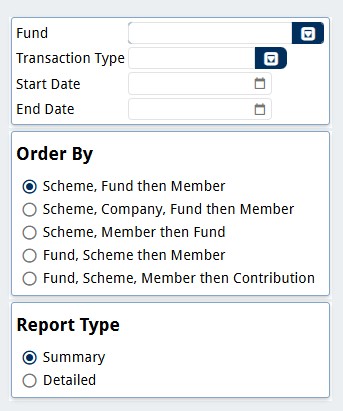 Fund
Transaction Type
Start Date
End Date
Order By
Scheme, Fund then Member
Scheme, Company, Fund then Member
Scheme, Member then Fund
Fund, Scheme then Member
Fund, Scheme, Member then Contribution
Report Type
Summary
Detailed